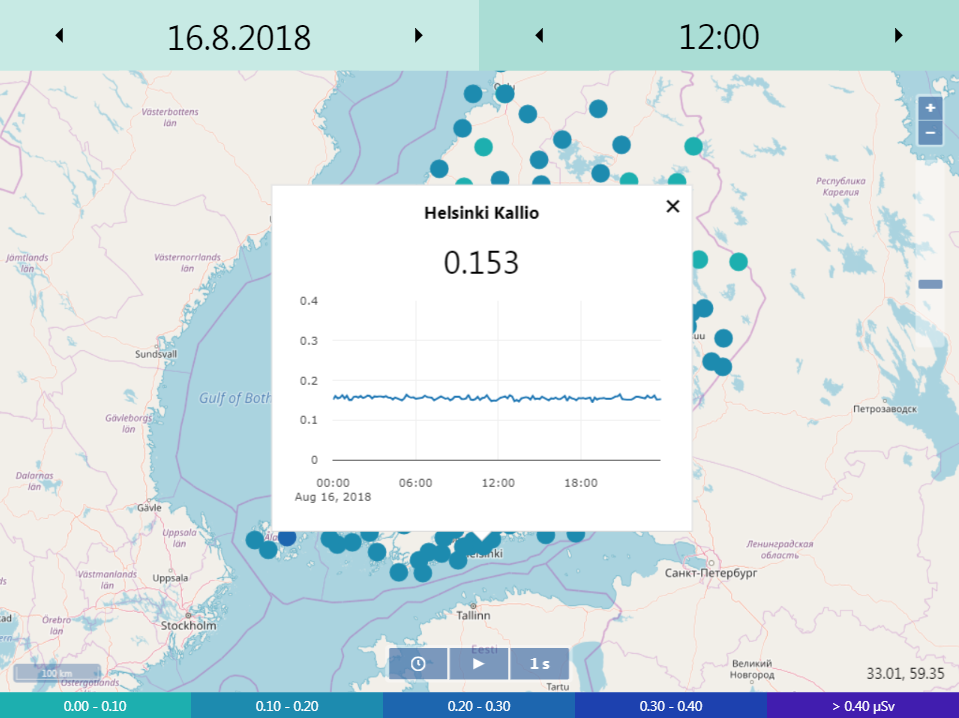 16.8.2018
12:00
Västerbottens
län
Республика
Карелия
Jämtlands
län
Västernorrlands
län
Helsinki Kallio
0.153
0.4
0.3
0.2
0.1
0
00:00
06:00
12:00
18:00
Aug 16, 2018
Sundsvall
Gulf of Both
Gävleborgs
län
Петрозаводск
Dalarnas
län
Gävle
Uppsala
län
Ленинградская
область
Västmanlands
län
Uppsala
Санкт-Петербург
Örebro
län
Stockholm
Tallinn
Eesti
1 s
Tartu
Великий
Новгород
100 km
Östergötlands
33.01, 59.35
0.00 - 0.10
0.10 - 0.20
0.20 - 0.30
0.30 - 0.40
> 0.40 µSv